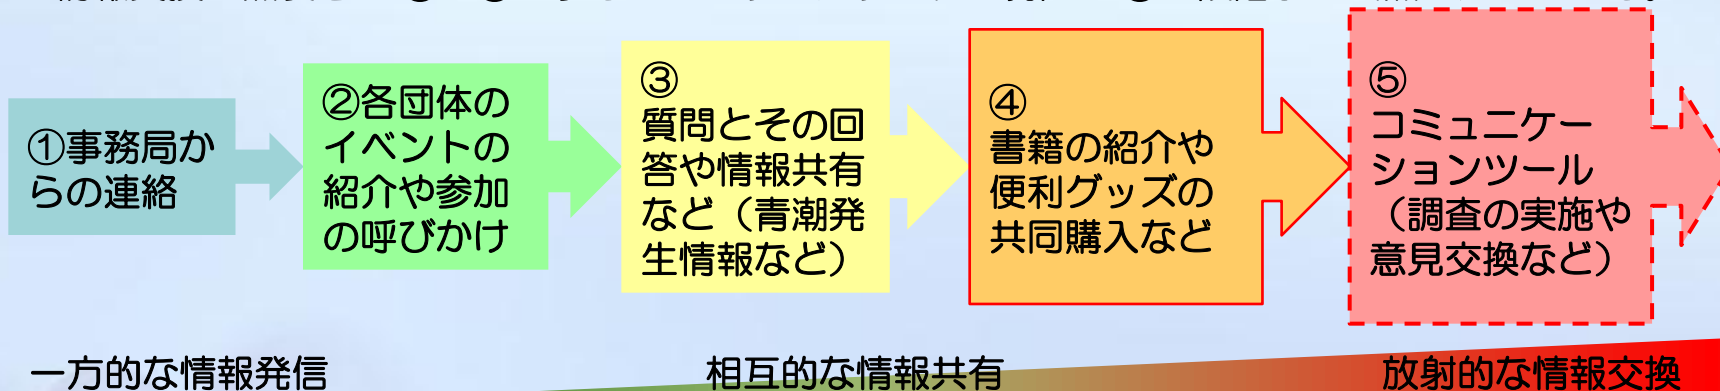 ①事務局か
らの連絡
②各団体の
イベントの
紹介や参加
の呼びかけ
③
質問とその回
答や情報共有
など（青潮発
生情報など）
④
書籍の紹介や
便利グッズの
共同購入など
⑤
コミュニケー
ションツール
（調査の実施や
意見交換など）
一方的な情報発信
相互的な情報共有
放射的な情報交換